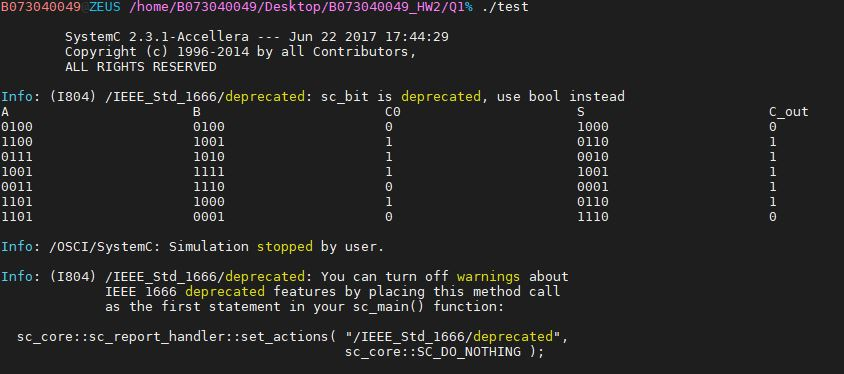 B073040049@ZEUS /home/B073040049/Desktop/B073040049_HW2/Q1% ./test
SystemC 2.3.1-Accellera --- Jun 22 2017 17:44:29
Copyright (c) 1996-2014 by all Contributors,
ALL RIGHTS RESERVED
Info: (I804) /IEEE_Std_1666/deprecated: sc_bit is deprecated, use bool instead
A B C0 S C_out
0100 0100 0 1000 0
1100 1001 1 0110 1
0111 1010 1 0010 1
1001 1111 1 1001 1
0011 1110 0 0001 1
1101 1000 1 0110 1
1101 0001 0 1110 0
Info: /OSCI/SystemC: Simulation stopped by user.
Info: (I804) /IEEE_Std_1666/deprecated: You can turn off warnings about
IEEE 1666 deprecated features by placing this method call
as the first statement in your sc_main() function:
sc_core::sc_report_handler::set_actions( "/IEEE_Std_1666/deprecated",
sc_core::SC_DO_NOTHING );